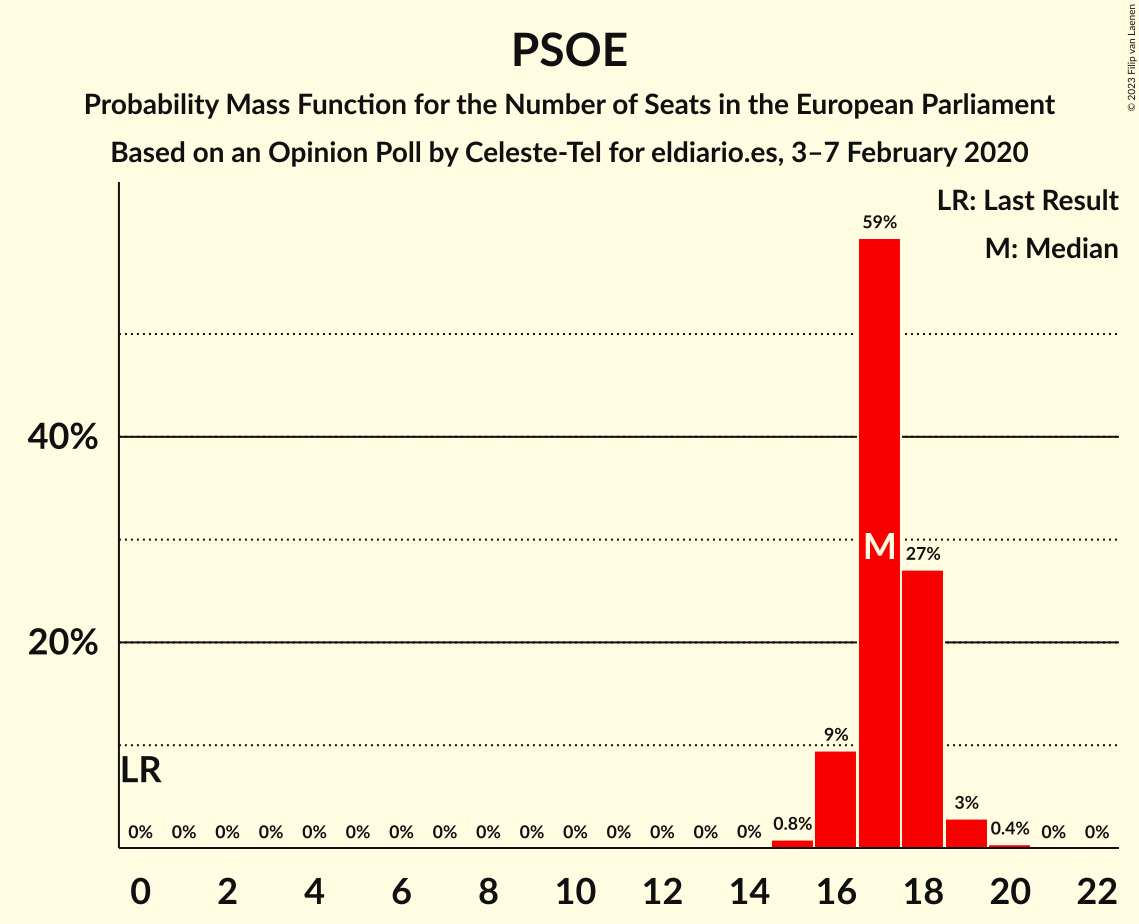 PSOE
Probability Mass Function for the Number of Seats in the European Parliament
Based on an Opinion Poll by Celeste-Tel for eldiario.es, 3–7 February 2020
© 2023 Filip van Laenen
LR: Last Result
M: Median
59%
40%
M
27%
20%
9%
LR
3%
0% 0% 0% 0% 0% 0% 0% 0% 0% 0% 0% 0% 0% 0% 0% 0.8% 0.4% 0% 0%
0 2 4 6 8 10 12 14 16 18 20 22